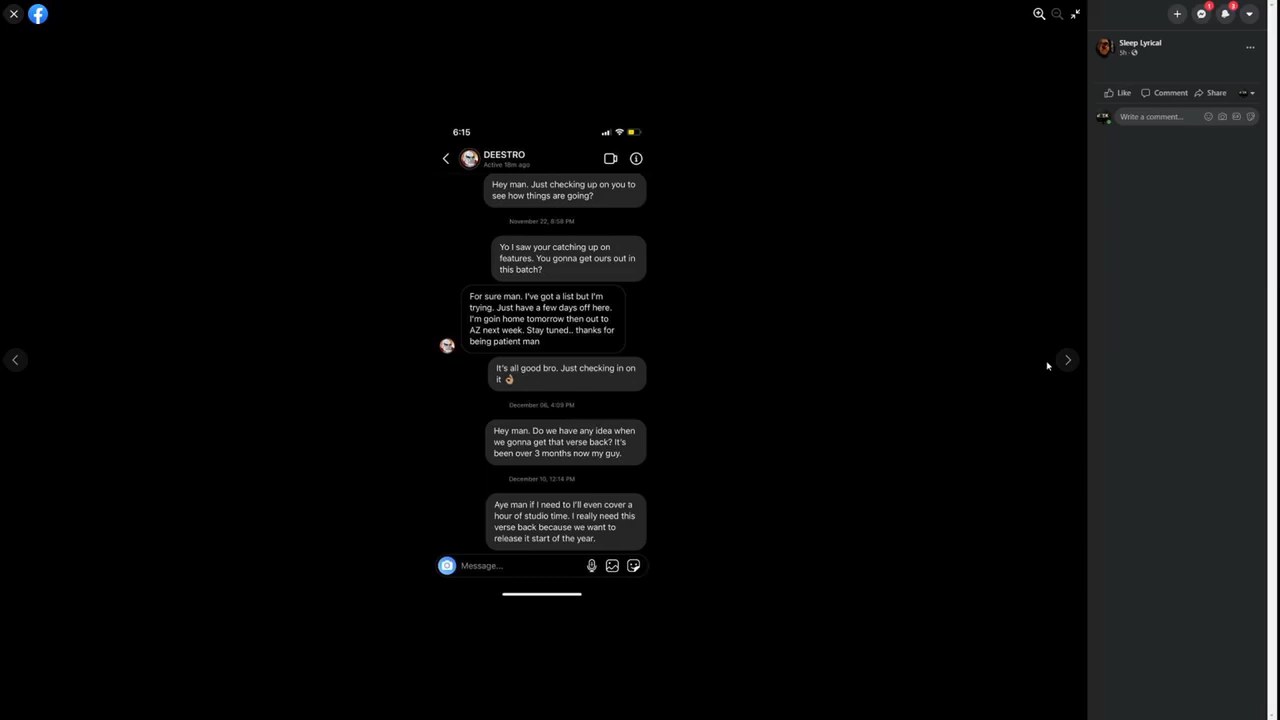 1
3
Sleep Lyrical
5h
Like
Comment
Share
Write a comment...
6:15
DEESTRO
Active 18m ago
Hey man. Just checking up on you to
see how things are going?
November 22, 8:58 PM
Yo I saw your catching up on
features. You gonna get ours out in
this batch?
For sure man. I've got a list but I'm
trying. Just have a few days off here.
I'm goin home tomorrow then out to
AZ next week. Stay tuned.. thanks for
being patient man
It's all good bro. Just checking in on
it 👌🏽
December 06, 4:09 PM
Hey man. Do we have any idea when
we gonna get that verse back? It's
been over 3 months now my guy.
December 10, 12:14 PM
Aye man if I need to I'll even cover a
hour of studio time. I really need this
verse back because we want to
release it start of the year.
Message...